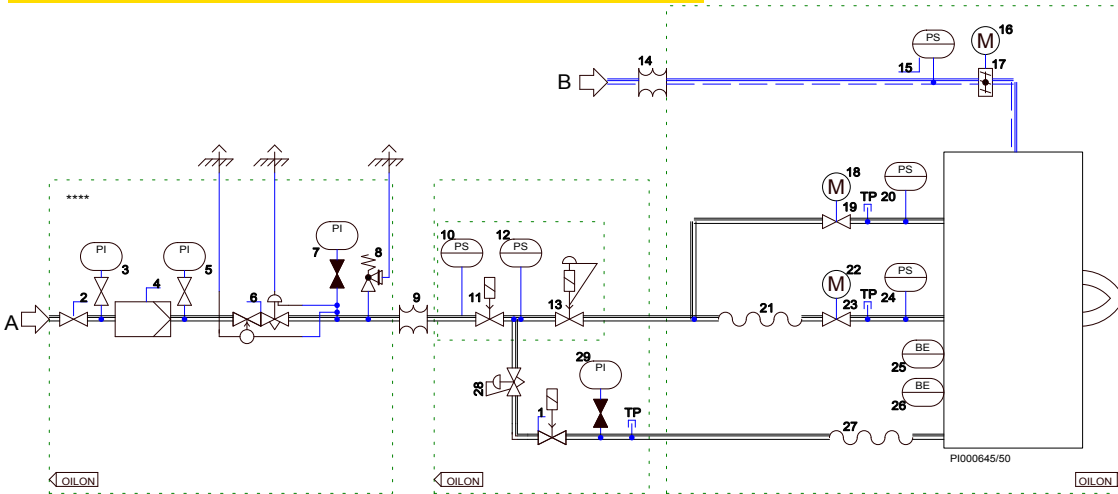 16
M
PS
14
15
17
B
****
18
M
TP
20
PS
19
PI
3
PI
5
4
PI
7
8
10
PS
12
PS
22
M
TP
24
PS
23
2
6
9
11
13
21
A
BE
25
BE
26
28
29
PI
1
TP
27
PI000645/50
OILON
OILON
OILON